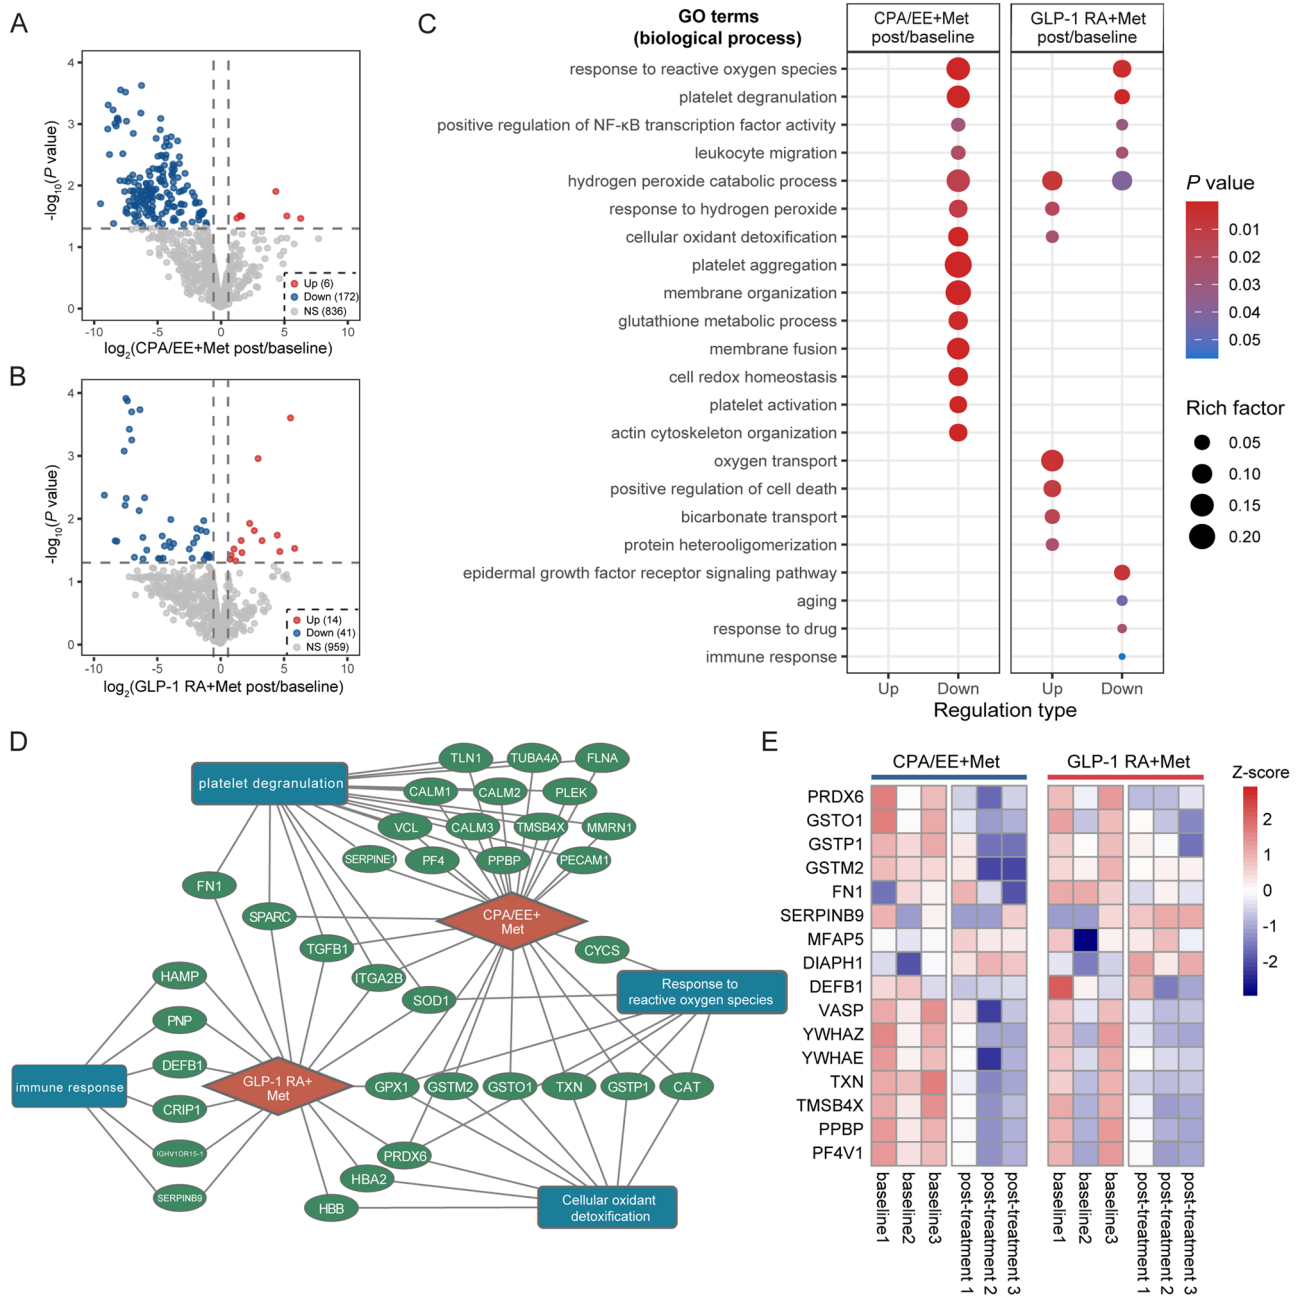 A
4
3
2
1
0
-log10(P value)
Up (6)
Down (172)
NS (836)
-10
-5
0
5
10
log2(CPA/EE+Met post/baseline)
B
4
3
2
1
0
-log10(P value)
Up (14)
Down (41)
NS (959)
-10
-5
0
5
10
log2(GLP-1 RA+Met post/baseline)
C
GO terms
(biological process)
CPA/EE+Met
post/baseline
GLP-1 RA+Met
post/baseline
response to reactive oxygen species
platelet degranulation
positive regulation of NF-κB transcription factor activity
leukocyte migration
hydrogen peroxide catabolic process
response to hydrogen peroxide
cellular oxidant detoxification
platelet aggregation
membrane organization
glutathione metabolic process
membrane fusion
cell redox homeostasis
platelet activation
actin cytoskeleton organization
oxygen transport
positive regulation of cell death
bicarbonate transport
protein heterooligomerization
epidermal growth factor receptor signaling pathway
aging
response to drug
immune response
Up
Down
Up
Down
Regulation type
P value
0.01
0.02
0.03
0.04
0.05
Rich factor
0.05
0.10
0.15
0.20
D
platelet degranulation
TLN1
TUBA4A
FLNA
CALM1
CALM2
PLEK
VCL
CALM3
TMSB4X
MMRN1
SERPINE1
PF4
PPBP
PECAM1
FN1
SPARC
CPA/EE+
Met
TGFB1
CYCS
HAMP
ITGA2B
SOD1
Response to
reactive oxygen species
PNP
DEFB1
immune response
GLP-1 RA+
Met
GPX1
GSTM2
GSTO1
TXN
GSTP1
CAT
CRIP1
IGHV1OR15-1
PRDX6
SERPINB9
HBA2
HBB
Cellular oxidant
detoxification
E
CPA/EE+Met
GLP-1 RA+Met
Z-score
PRDX6
GSTO1
GSTP1
GSTM2
FN1
SERPINB9
MFAP5
DIAPH1
DEFB1
VASP
YWHAZ
YWHAE
TXN
TMSB4X
PPBP
PF4V1
2
1
0
-1
-2
baseline1
baseline2
baseline3
post-treatment 1
post-treatment 2
post-treatment 3
baseline1
baseline2
baseline3
post-treatment 1
post-treatment 2
post-treatment 3